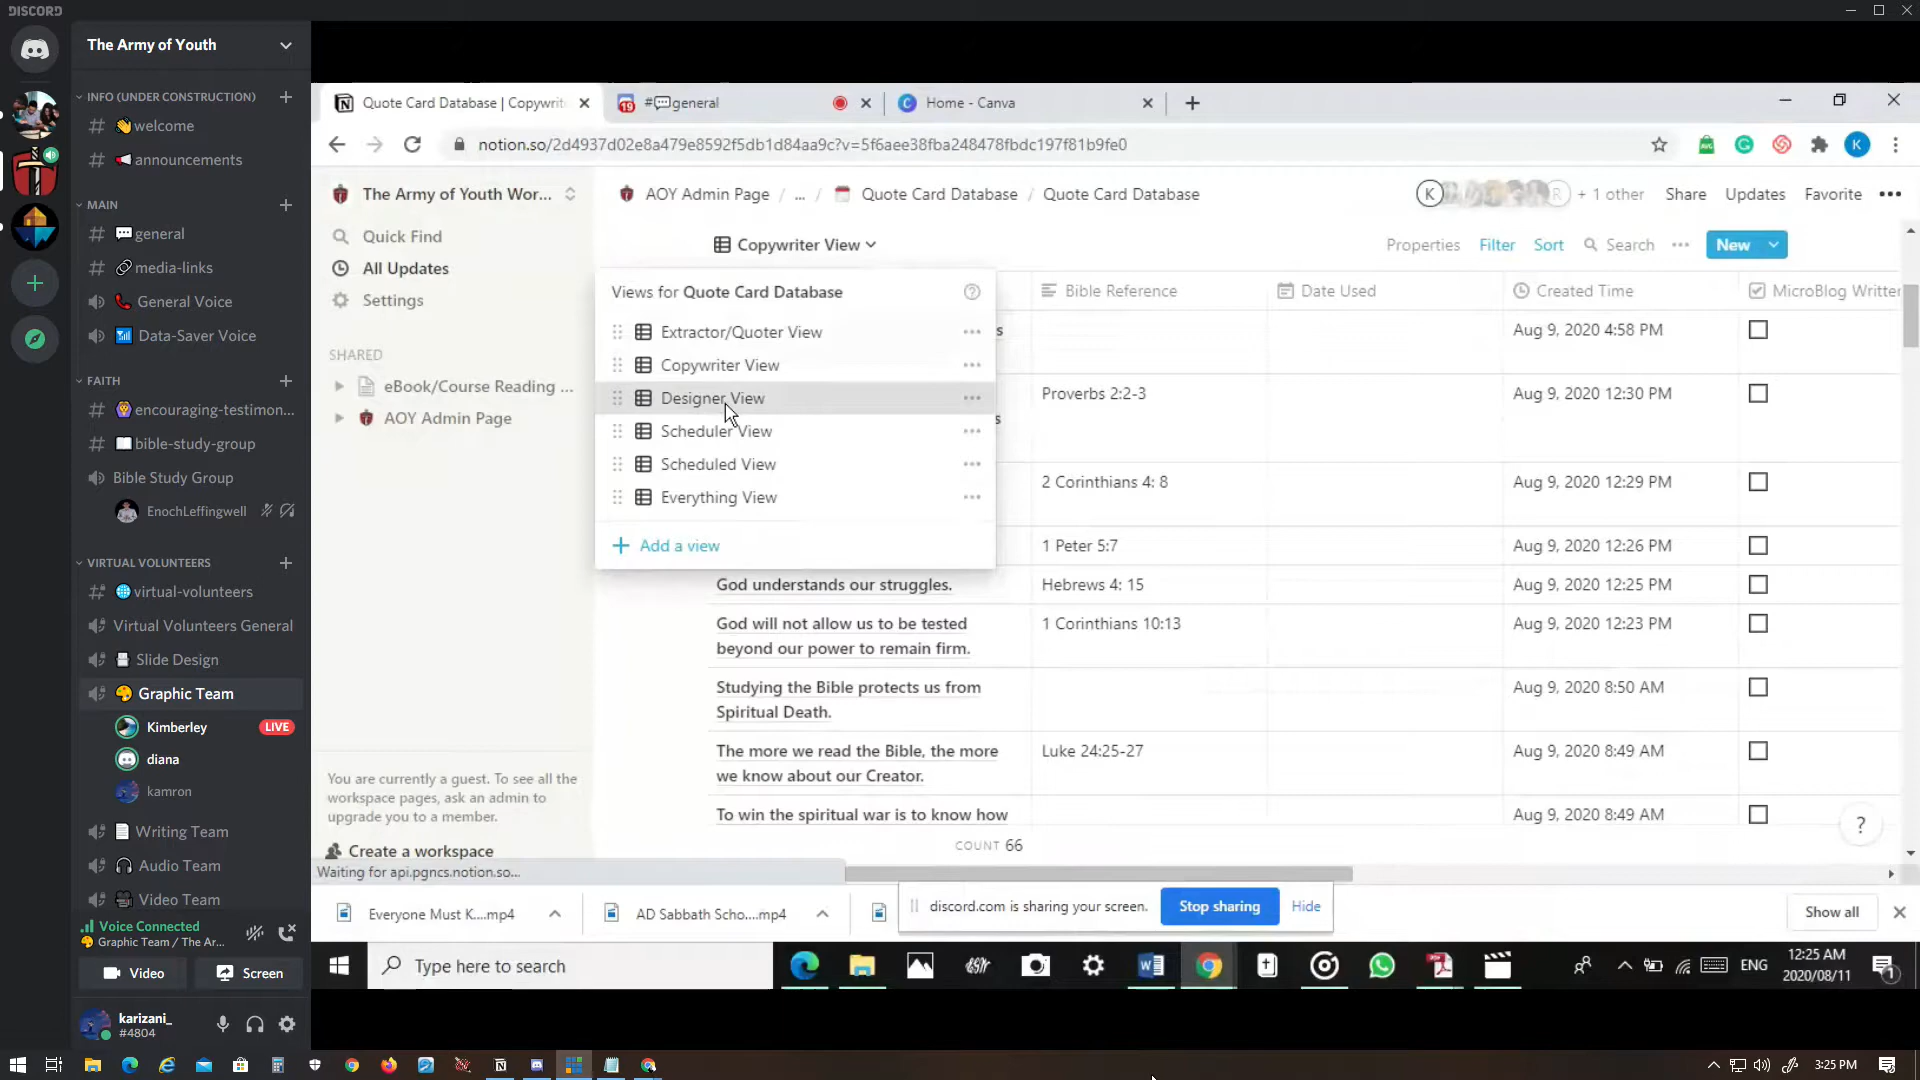 DISCORD
The Army of Youth
INFO (UNDER CONSTRUCTION)
welcome
announcements
MAIN
general
media-links
General Voice
Data-Saver Voice
FAITH
encouraging-testimon...
bible-study-group
Bible Study Group
EnochLeffingwell
VIRTUAL VOLUNTEERS
virtual-volunteers
Virtual Volunteers General
Slide Design
Graphic Team
Kimberley LIVE
diana
kamron
Writing Team
Audio Team
Video Team
Voice Connected
Graphic Team / The Ar...
Video Screen
karizani_
#4804
Quote Card Database | Copywrit
19 #general
Home - Canva
notion.so/2d4937d02e8a479e8592f5db1d84aa9c?v=5f6aee38fba248478fbdc197f81b9fe0
K
The Army of Youth Wor...
Quick Find
All Updates
Settings
SHARED
eBook/Course Reading ...
AOY Admin Page
You are currently a guest. To see all the
workspace pages, ask an admin to
upgrade you to a member.
Create a workspace
Waiting for api.pgncs.notion.so...
AOY Admin Page / ... / Quote Card Database / Quote Card Database
K R + 1 other Share Updates Favorite
Copywriter View
Properties Filter Sort Search New
Views for Quote Card Database
Extractor/Quoter View
Copywriter View
Designer View
Scheduler View
Scheduled View
Everything View
Add a view
Bible Reference Date Used Created Time MicroBlog Writter
s Aug 9, 2020 4:58 PM
Proverbs 2:2-3 Aug 9, 2020 12:30 PM
s
2 Corinthians 4: 8 Aug 9, 2020 12:29 PM
1 Peter 5:7 Aug 9, 2020 12:26 PM
God understands our struggles. Hebrews 4: 15 Aug 9, 2020 12:25 PM
God will not allow us to be tested 1 Corinthians 10:13 Aug 9, 2020 12:23 PM
beyond our power to remain firm.
Studying the Bible protects us from Aug 9, 2020 8:50 AM
Spiritual Death.
The more we read the Bible, the more Luke 24:25-27 Aug 9, 2020 8:49 AM
we know about our Creator.
To win the spiritual war is to know how Aug 9, 2020 8:49 AM
COUNT 66
?
Everyone Must K....mp4
AD Sabbath Scho....mp4
discord.com is sharing your screen. Stop sharing Hide
Show all
Type here to search
ENG
12:25 AM
2020/08/11
1
3:25 PM